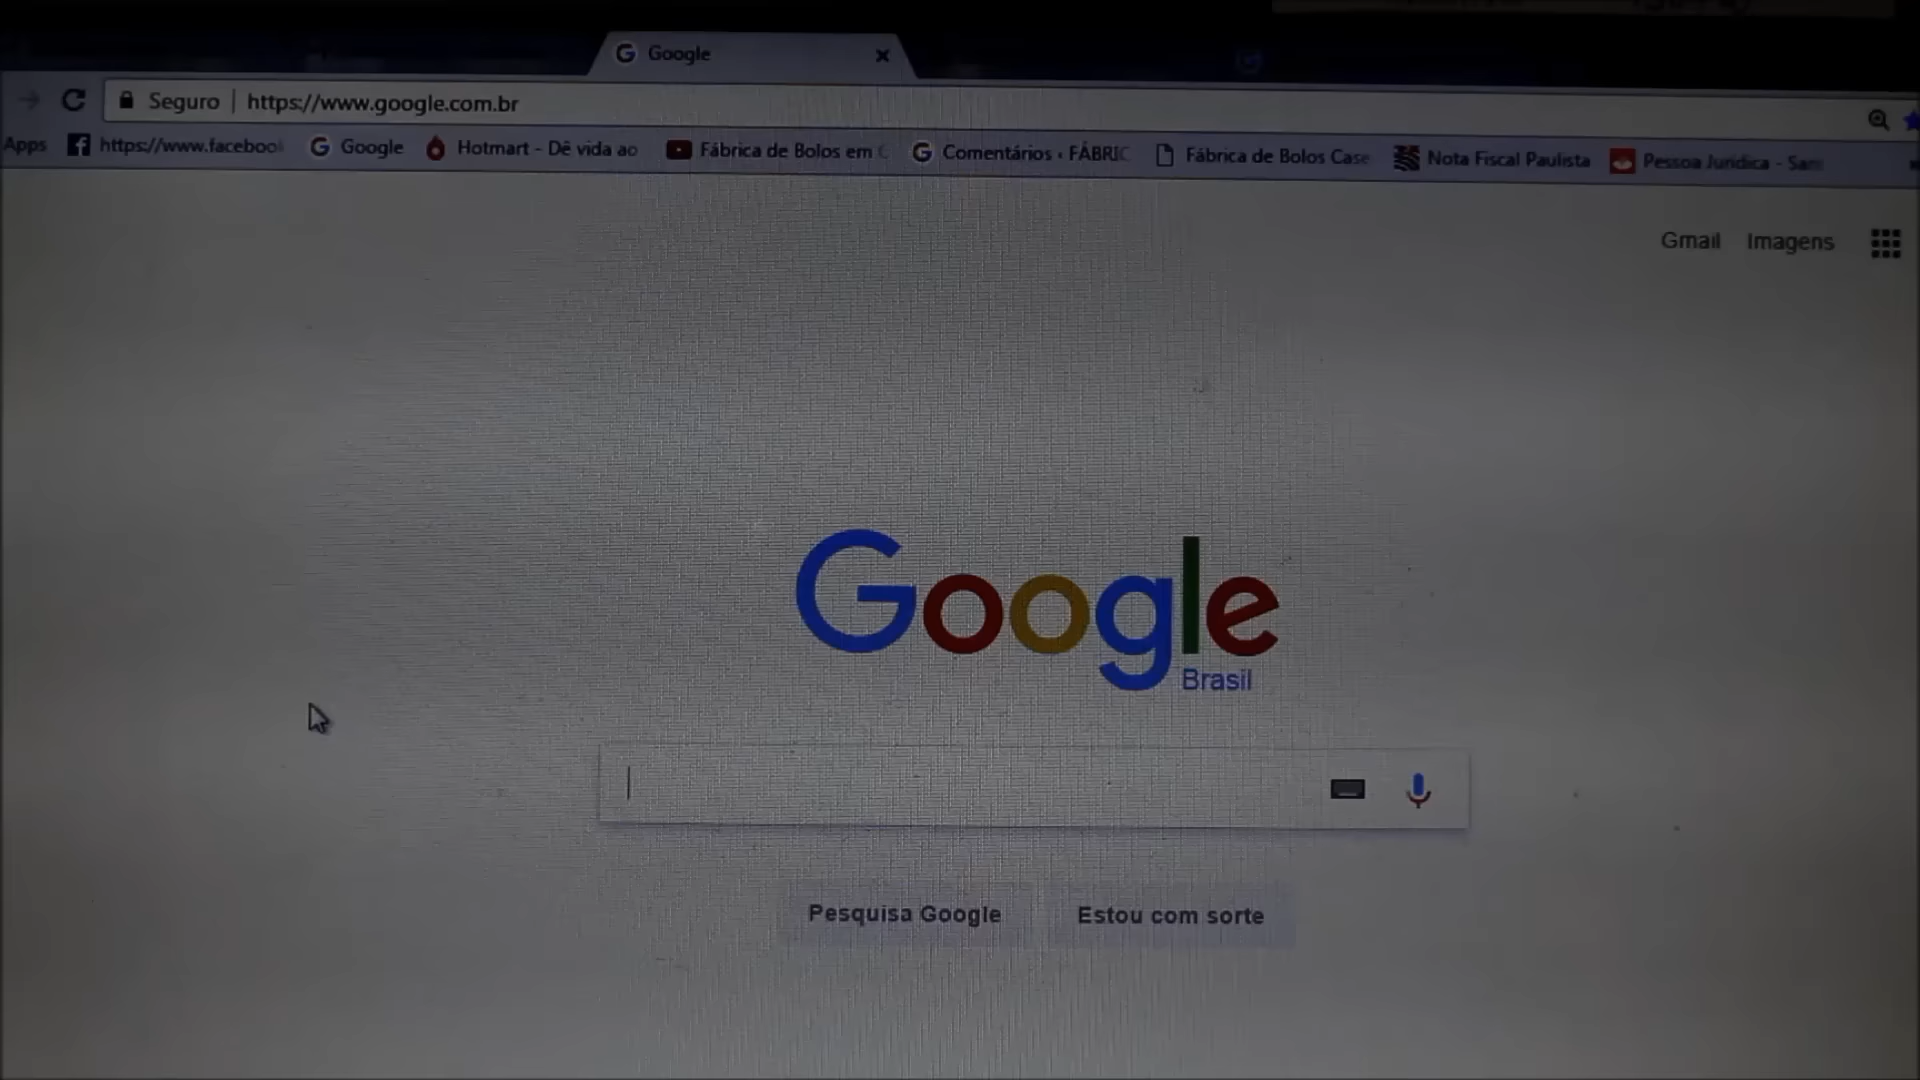 Google
Seguro | https://www.google.com.br
Apps https://www.faceboo Google Hotmart - Dê vida ao Fábrica de Bolos em Comentários ‹ FÁBRIC Fábrica de Bolos Case Nota Fiscal Paulista Pessoa Juridica - San
Gmail Imagens
Google
Brasil
Pesquisa Google Estou com sorte